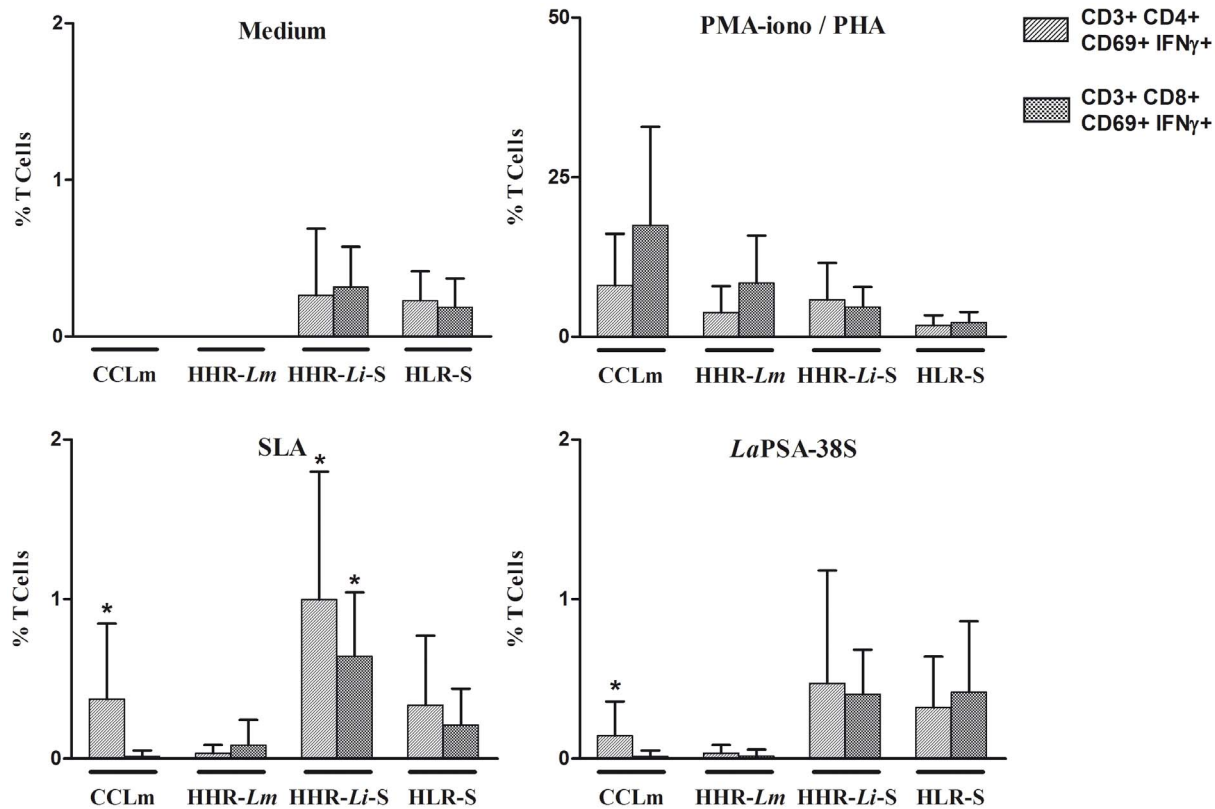 Medium
2
1
0
% T Cells
CCLm
HHR-Lm
HHR-Li-S
HLR-S
PMA-iono / PHA
50
25
0
% T Cells
CCLm
HHR-Lm
HHR-Li-S
HLR-S
CD3+ CD4+
CD69+ IFNγ+
CD3+ CD8+
CD69+ IFNγ+
SLA
2
1
0
% T Cells
*
*
*
CCLm
HHR-Lm
HHR-Li-S
HLR-S
LaPSA-38S
2
1
0
% T Cells
*
CCLm
HHR-Lm
HHR-Li-S
HLR-S